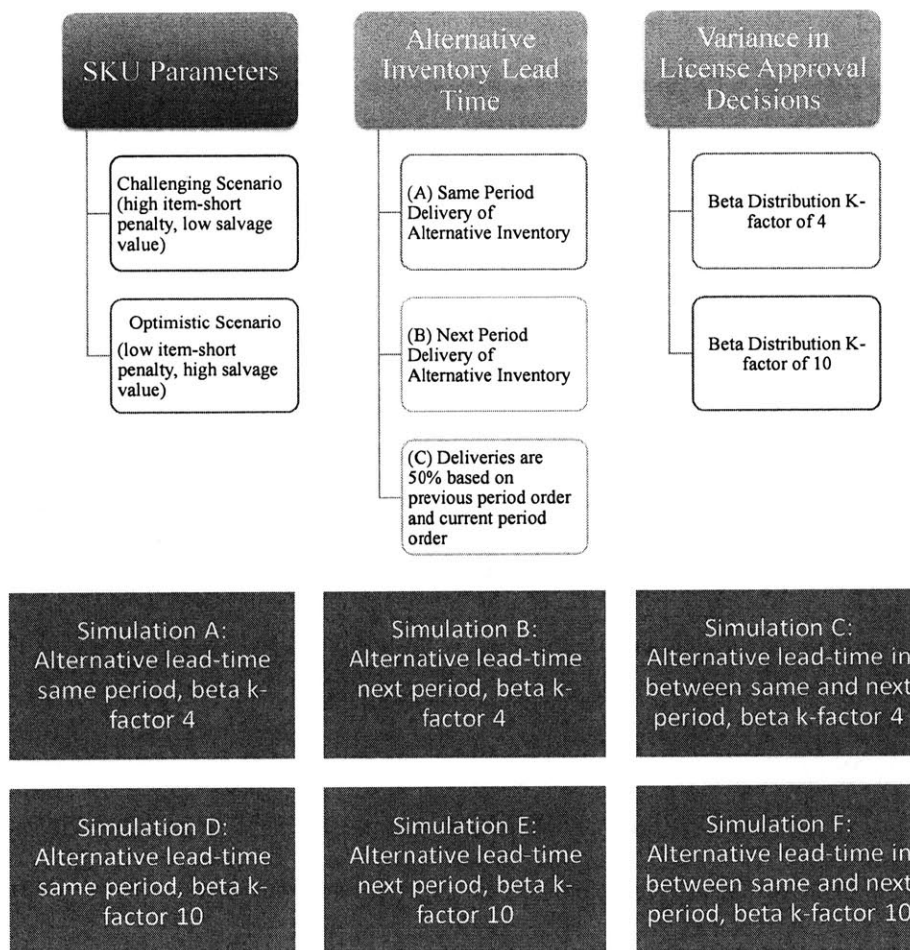 SKU Parameters
Challenging Scenario
(high item-short
penalty, low salvage
value)
Optimistic Scenario
(low item-short
penalty, high salvage
value)
Alternative
Inventory Lead
Time
(A) Same Period
Delivery of
Alternative Inventory
(B) Next Period
Delivery of
Alternative Inventory
(C) Deliveries are
50% based on
previous period order
and current period
order
Variance in
License Approval
Decisions
Beta Distribution K-
factor of 4
Beta Distribution K-
factor of 10
Simulation A:
Alternative lead-time
same period, beta k-
factor 4
Simulation B:
Alternative lead-time
next period, beta k-
factor 4
Simulation C:
Alternative lead-time in
between same and next
period, beta k-factor 4
Simulation D:
Alternative lead-time
same period, beta k-
factor 10
Simulation E:
Alternative lead-time
next period, beta k-
factor 10
Simulation F:
Alternative lead-time in
between same and next
period, beta k-factor 10